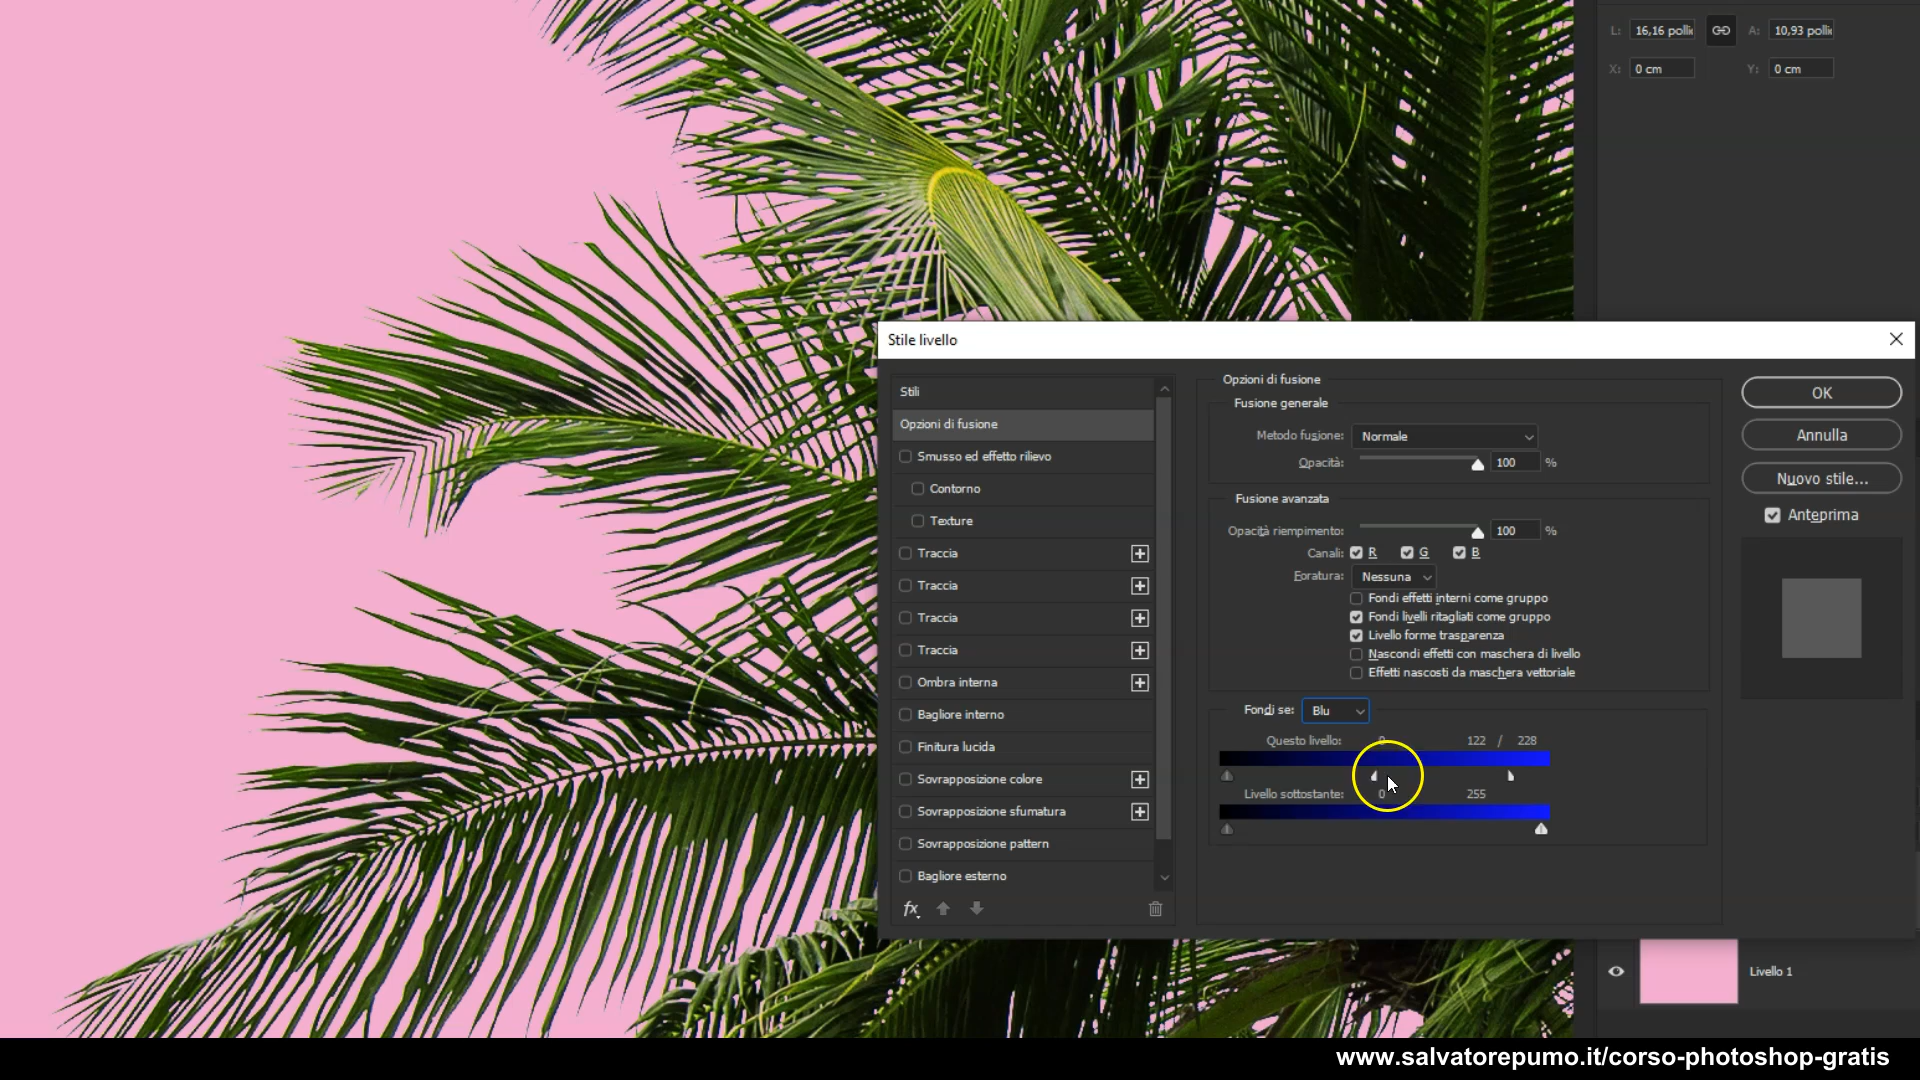 L: 16,16 polli
A: 10,93 polli
X: 0 cm
Y: 0 cm
Stile livello
Stili
Opzioni di fusione
Smusso ed effetto rilievo
Contorno
Texture
Traccia
Traccia
Traccia
Traccia
Ombra interna
Bagliore interno
Finitura lucida
Sovrapposizione colore
Sovrapposizione sfumatura
Sovrapposizione pattern
Bagliore esterno
fx
Opzioni di fusione
Fusione generale
Metodo fusione: Normale
Opacità: 100 %
Fusione avanzata
Opacità riempimento: 100 %
Canali: R G B
Foratura: Nessuna
Fondi effetti interni come gruppo
Fondi livelli ritagliati come gruppo
Livello forme trasparenza
Nascondi effetti con maschera di livello
Effetti nascosti da maschera vettoriale
Fondi se: Blu
Questo livello: 0 122 / 228
Livello sottostante: 0 255
OK
Annulla
Nuovo stile...
Anteprima
Livello 1
www.salvatorepumo.it/corso-photoshop-gratis